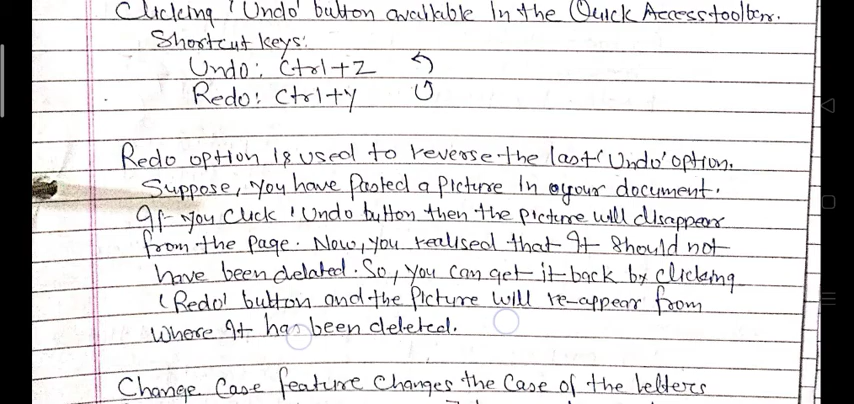 Clicking 'Undo' button available in the Quick Access toolbar.
Shortcut keys:
Undo: Ctrl+Z
Redo: Ctrl+y
Redo option is used to reverse the last 'Undo' option.
Suppose, you have pasted a picture in your document.
If you click 'Undo button then the picture will disappear
from the page. Now, you realised that It should not
have been delated. So, you can get it back by clicking
'Redo' button and the picture will re-appear from
where It has been deleted.
Change Case feature changes the case of the letters